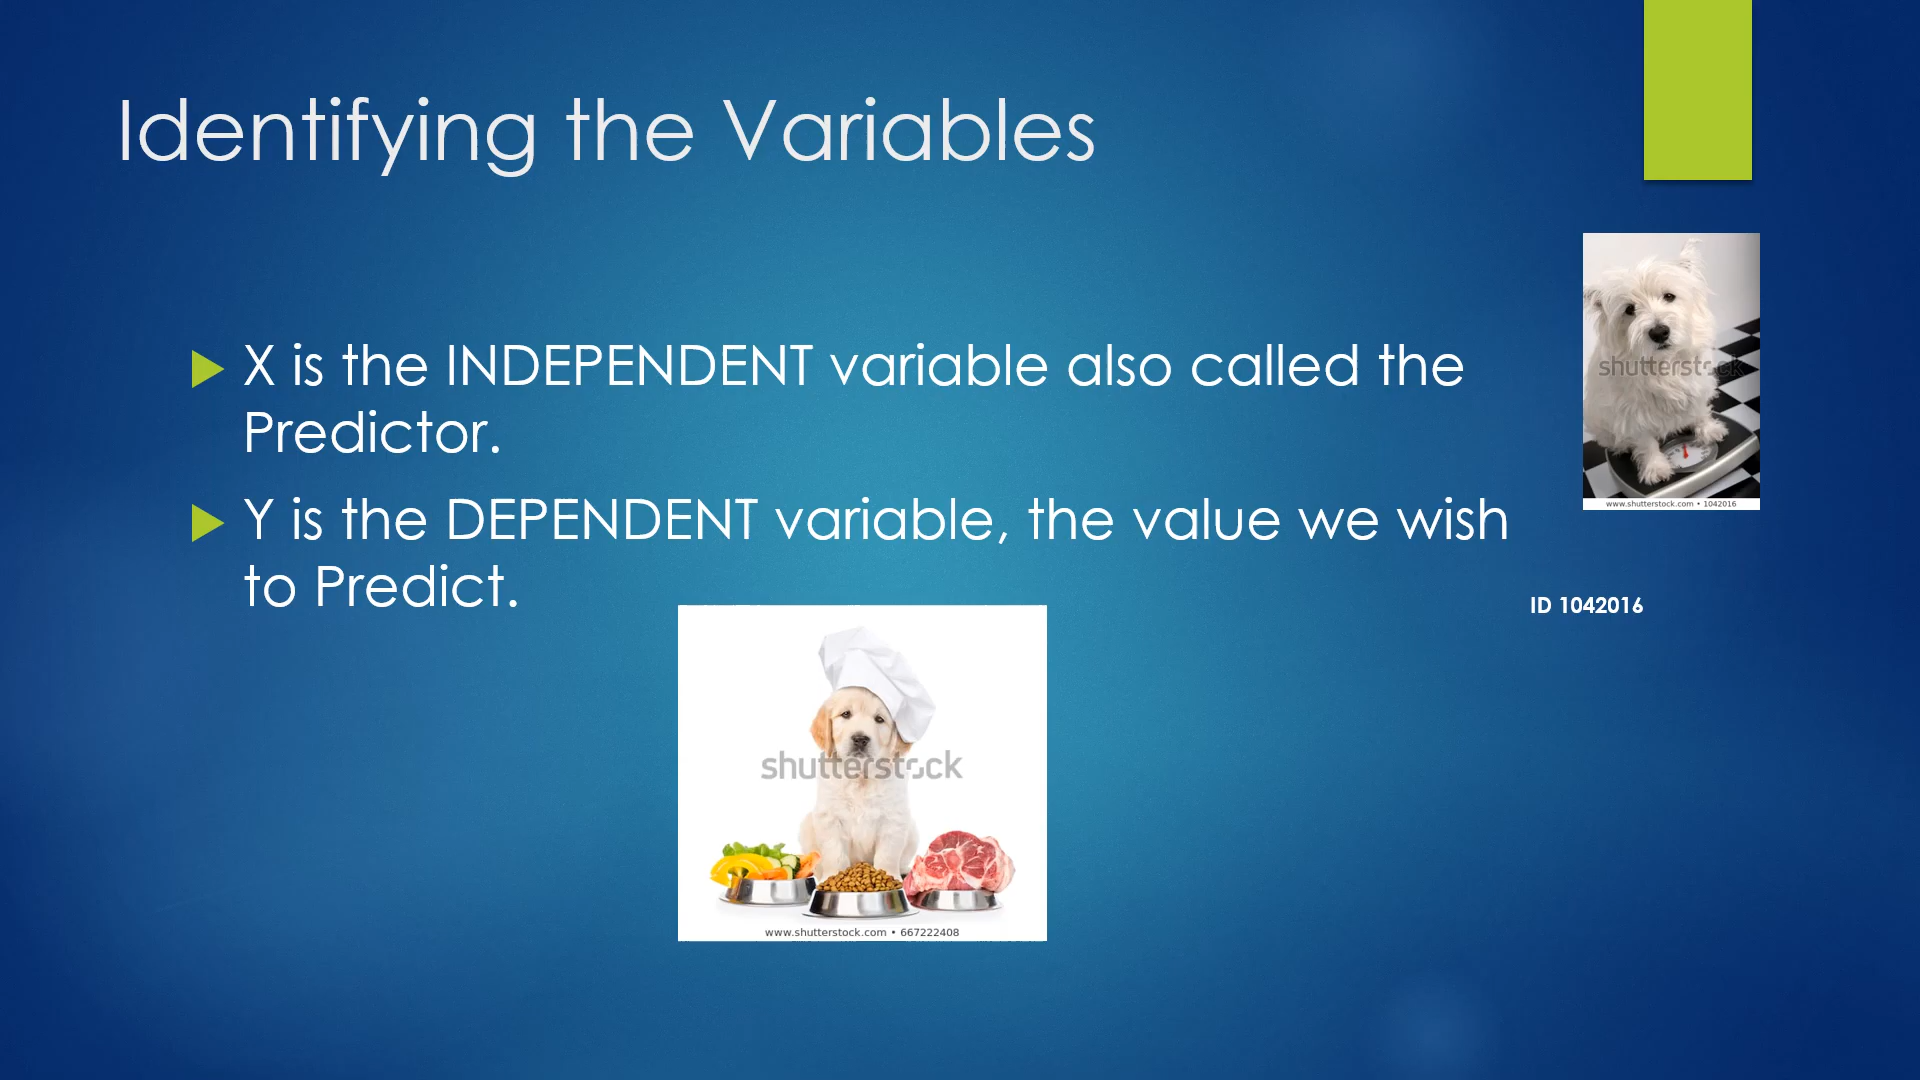 Identifying the Variables
X is the INDEPENDENT variable also called the
Predictor.
Y is the DEPENDENT variable, the value we wish
to Predict.
shutterstock
www.shutterstock.com • 1042016
ID 1042016
shutterstock
www.shutterstock.com • 667222408